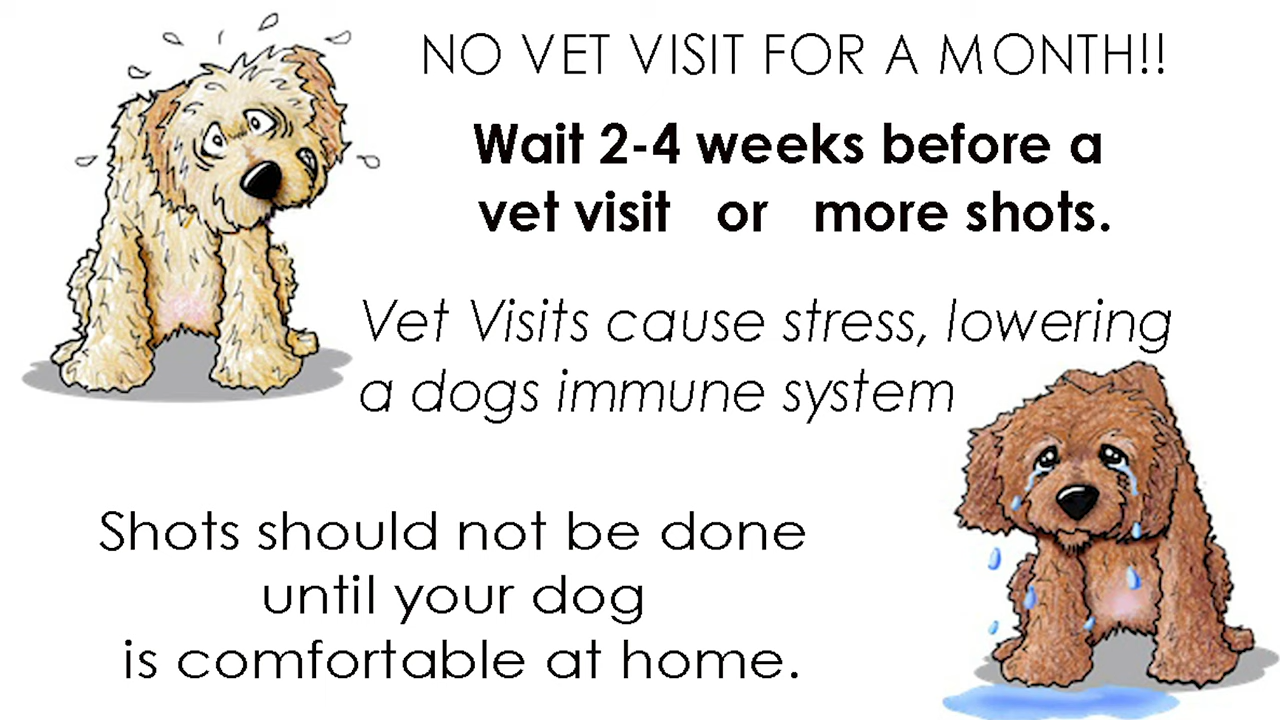 NO VET VISIT FOR A MONTH!!
Wait 2-4 weeks before a
vet visit or more shots.
Vet Visits cause stress, lowering
a dogs immune system
Shots should not be done
until your dog
is comfortable at home.